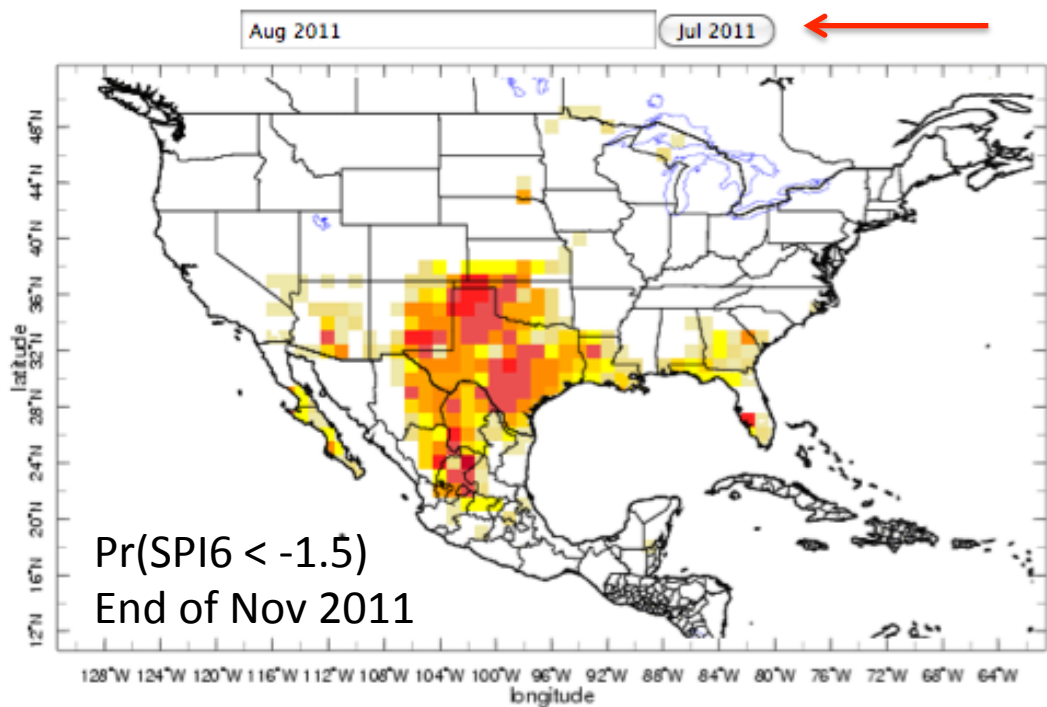 Aug 2011 Jul 2011
48°N
44°N
40°N
36°N
32°N
28°N
24°N
20°N
16°N
12°N
latitude
Pr(SPI6 < -1.5)
End of Nov 2011
128°W 124°W 120°W 116°W 112°W 108°W 104°W 100°W 96°W 92°W 88°W 84°W 80°W 76°W 72°W 68°W 64°W
longitude